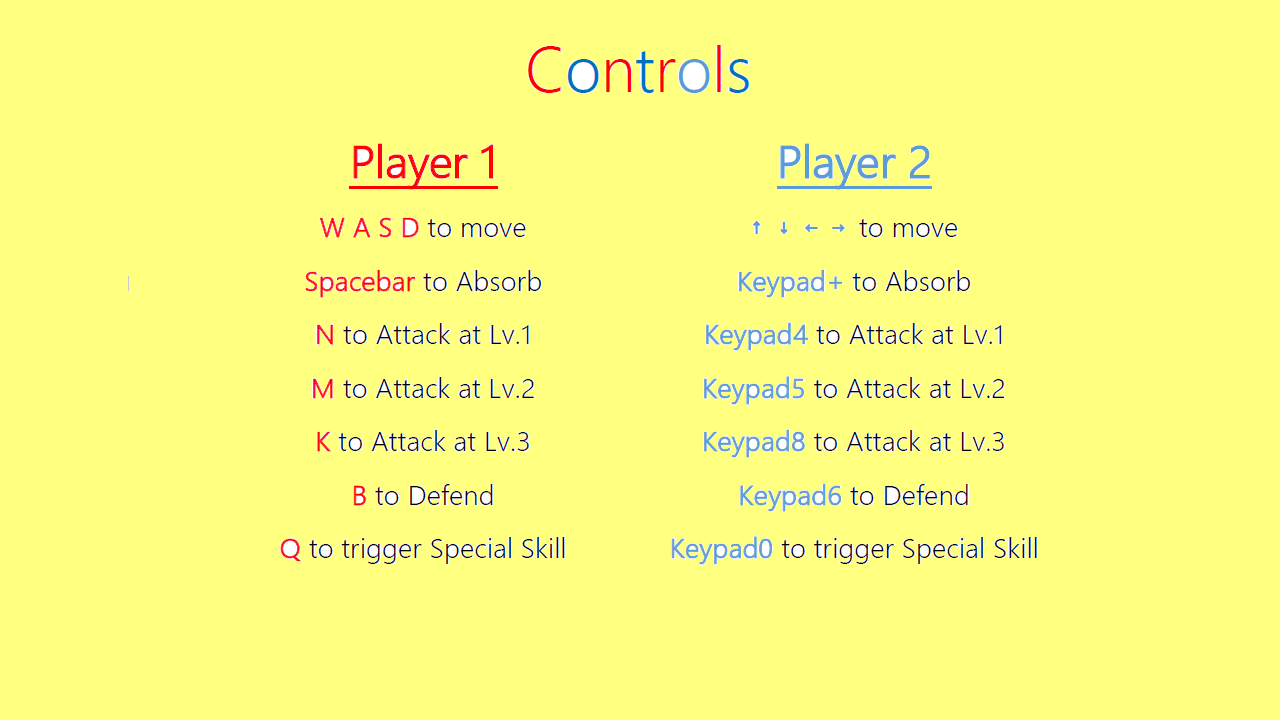 Controls
Player 1
W A S D to move
Spacebar to Absorb
N to Attack at Lv.1
M to Attack at Lv.2
K to Attack at Lv.3
B to Defend
Q to trigger Special Skill
Player 2
↑ ↓ ← → to move
Keypad+ to Absorb
Keypad4 to Attack at Lv.1
Keypad5 to Attack at Lv.2
Keypad8 to Attack at Lv.3
Keypad6 to Defend
Keypad0 to trigger Special Skill